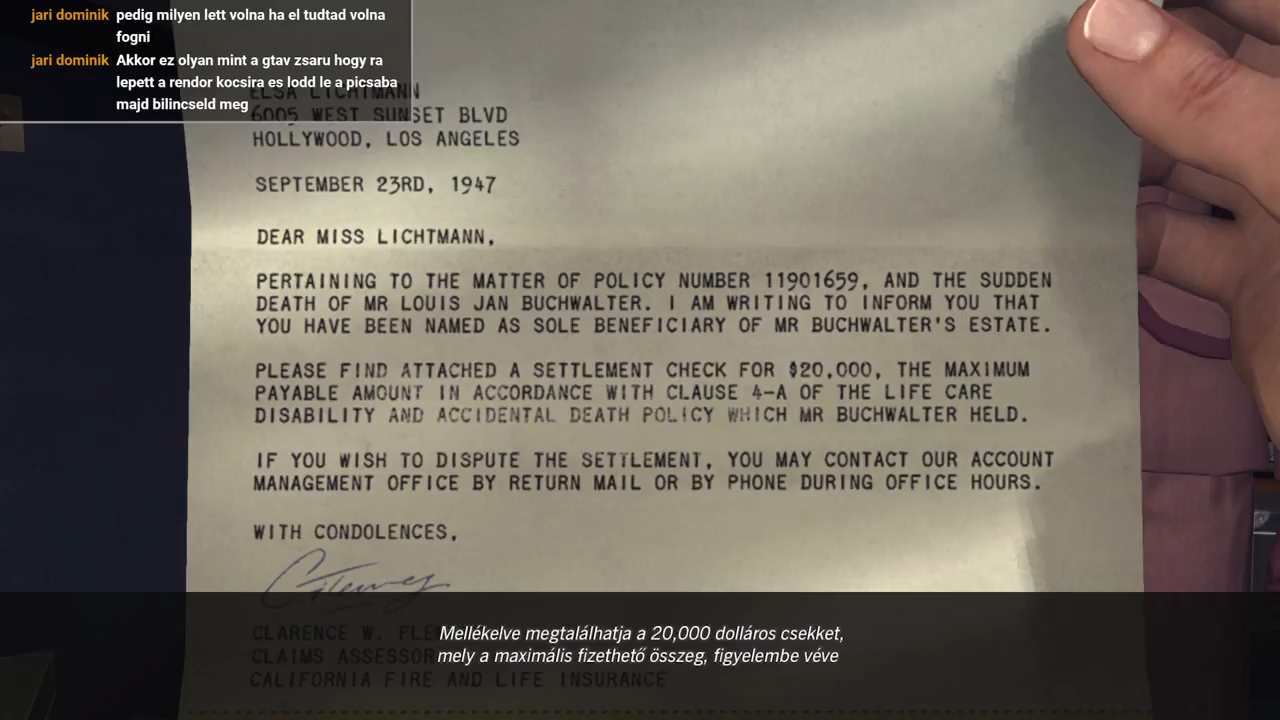 jari dominik pedig milyen lett volna ha el tudtad volna
fogni
jari dominik Akkor ez olyan mint a gtav zsaru hogy ra
lepett a rendor kocsira es lodd le a picsaba
majd bilincseld meg
ELSA LICHTMANN
6005 WEST SUNSET BLVD
HOLLYWOOD, LOS ANGELES
SEPTEMBER 23RD, 1947
DEAR MISS LICHTMANN,
PERTAINING TO THE MATTER OF POLICY NUMBER 11901659, AND THE SUDDEN
DEATH OF MR LOUIS JAN BUCHWALTER. I AM WRITING TO INFORM YOU THAT
YOU HAVE BEEN NAMED AS SOLE BENEFICIARY OF MR BUCHWALTER'S ESTATE.
PLEASE FIND ATTACHED A SETTLEMENT CHECK FOR $20,000, THE MAXIMUM
PAYABLE AMOUNT IN ACCORDANCE WITH CLAUSE 4-A OF THE LIFE CARE
DISABILITY AND ACCIDENTAL DEATH POLICY WHICH MR BUCHWALTER HELD.
IF YOU WISH TO DISPUTE THE SETTLEMENT, YOU MAY CONTACT OUR ACCOUNT
MANAGEMENT OFFICE BY RETURN MAIL OR BY PHONE DURING OFFICE HOURS.
WITH CONDOLENCES,
CLARENCE W.
Mellékelve megtalálhatja a 20,000 dolláros csekket,
CLAIMS ASSESSOR
mely a maximális fizethető összeg, figyelembe véve
CALIFORNIA FIRE AND LIFE INSURANCE